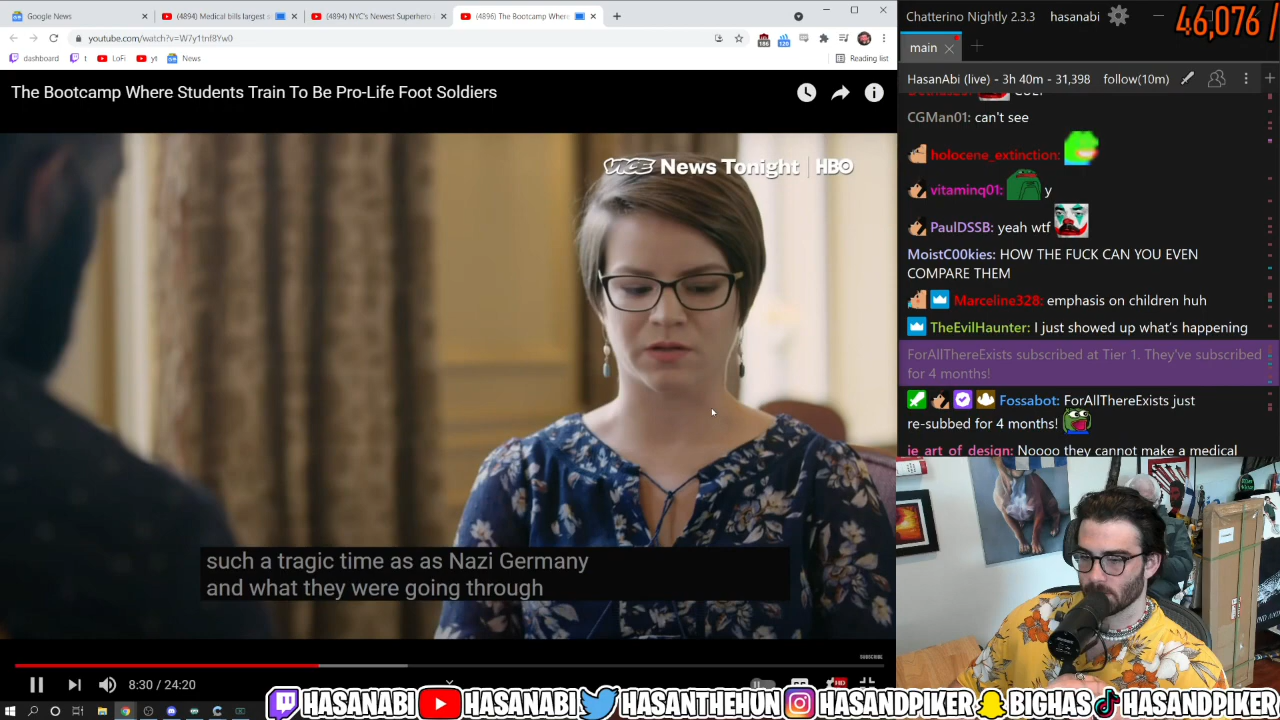 Google News
(4894) Medical bills largest s
(4894) NYC's Newest Superhero
(4896) The Bootcamp Where
youtube.com/watch?v=W7y1tnf8Yw0
196
120
dashboard
t
LoFi
yt
News
Reading list
The Bootcamp Where Students Train To Be Pro-Life Foot Soldiers
VICE News Tonight | HBO
such a tragic time as as Nazi Germany
and what they were going through
SUBSCRIBE
8:30 / 24:20
HD
Chatterino Nightly 2.3.3
hasanabi
46,076 /
main
HasanAbi (live) - 3h 40m - 31,398
follow(10m)
CGMan01: can't see
holocene_extinction:
vitaminq01: y
PaulDSSB: yeah wtf
MoistC00kies: HOW THE FUCK CAN YOU EVEN
COMPARE THEM
Marceline328: emphasis on children huh
TheEvilHaunter: I just showed up what's happening
ForAllThereExists subscribed at Tier 1. They've subscribed
for 4 months!
Fossabot: ForAllThereExists just
re-subbed for 4 months!
ie_art_of_design: Noooo they cannot make a medical
HASANABI
HASANABI
HASANTHEHUN
HASANDPIKER
BIGHAS
HASANDPIKER